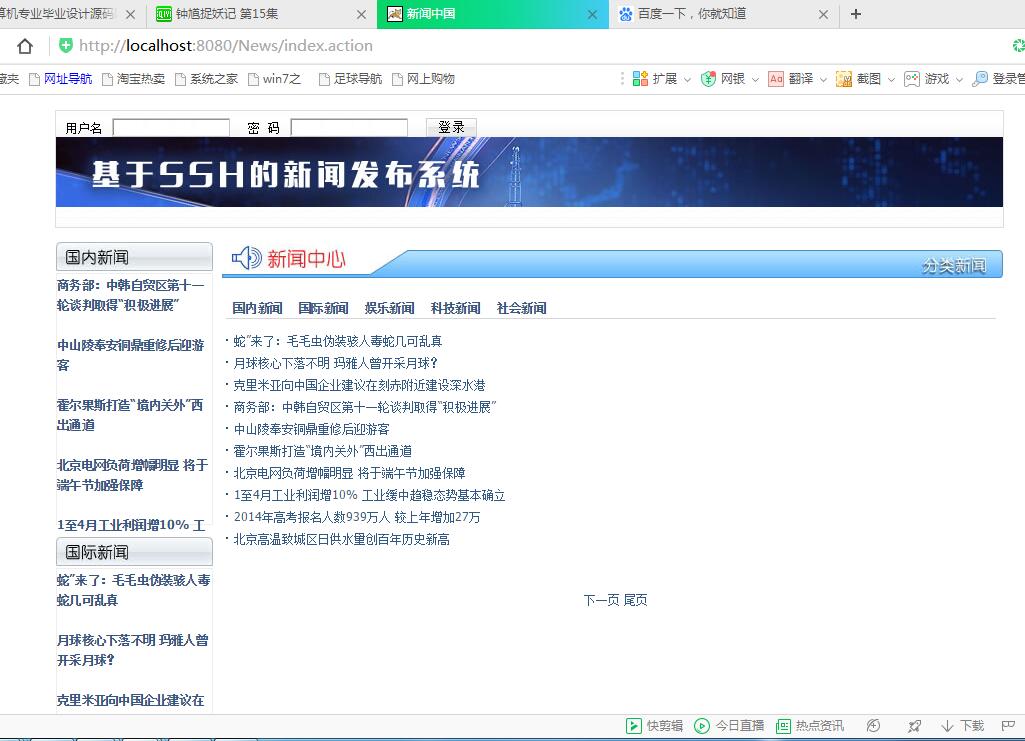 算机专业毕业设计源码
钟馗捉妖记 第15集
新闻中国
百度一下，你就知道
http://localhost:8080/News/index.action
藏夹 网址导航 淘宝热卖 系统之家 win7之 足球导航 网上购物 扩展 网银 翻译 截图 游戏 登录管
用户名 密 码 登录
基于SSH的新闻发布系统
国内新闻
商务部：中韩自贸区第十一
轮谈判取得“积极进展”
中山陵奉安铜鼎重修后迎游
客
霍尔果斯打造“境内关外”西
出通道
北京电网负荷增幅明显 将于
端午节加强保障
1至4月工业利润增10% 工
国际新闻
蛇”来了：毛毛虫伪装骇人毒
蛇几可乱真
月球核心下落不明 玛雅人曾
开采月球?
克里米亚向中国企业建议在
新闻中心
分类新闻
国内新闻 国际新闻 娱乐新闻 科技新闻 社会新闻
· 蛇”来了：毛毛虫伪装骇人毒蛇几可乱真
· 月球核心下落不明 玛雅人曾开采月球?
· 克里米亚向中国企业建议在刻赤附近建设深水港
· 商务部：中韩自贸区第十一轮谈判取得“积极进展”
· 中山陵奉安铜鼎重修后迎游客
· 霍尔果斯打造“境内关外”西出通道
· 北京电网负荷增幅明显 将于端午节加强保障
· 1至4月工业利润增10% 工业缓中趋稳态势基本确立
· 2014年高考报名人数939万人 较上年增加27万
· 北京高温致城区日供水量创百年历史新高
下一页 尾页
快剪辑 今日直播 热点资讯 下载